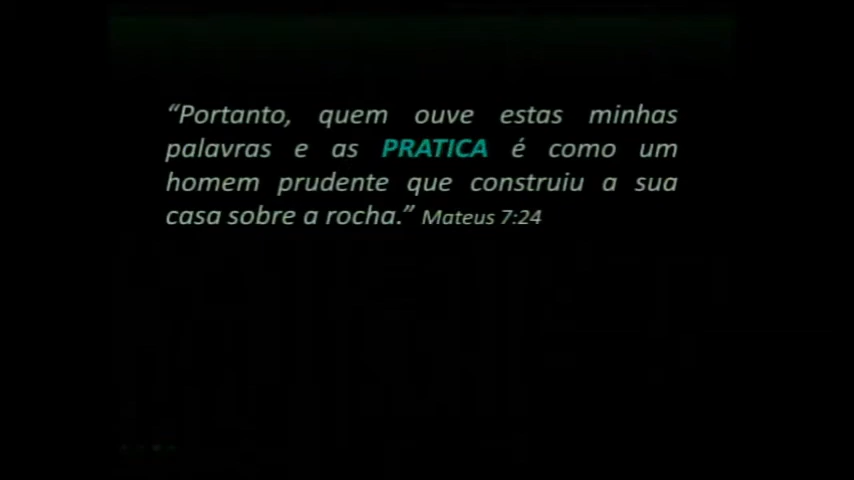 “Portanto, quem ouve estas minhas
palavras e as PRATICA é como um
homem prudente que construiu a sua
casa sobre a rocha.” Mateus 7:24